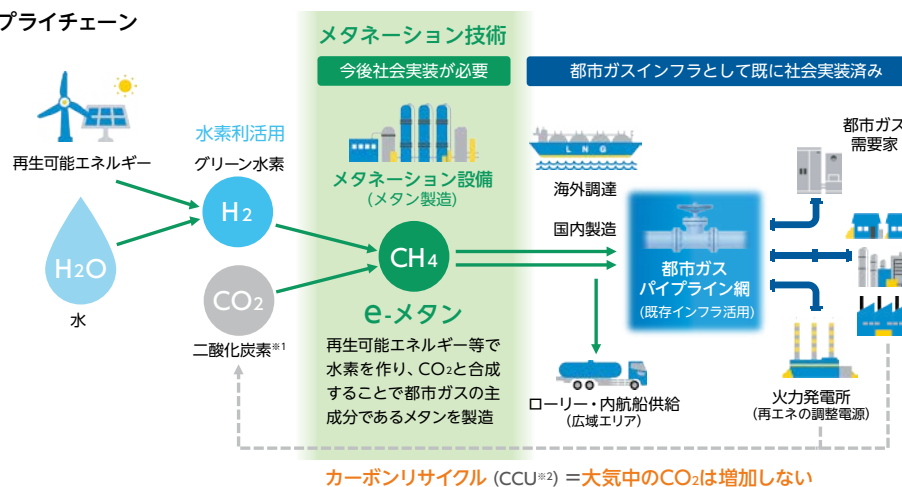 プライチェーン
メタネーション技術
今後社会実装が必要
都市ガスインフラとして既に社会実装済み
再生可能エネルギー
水素利活用
グリーン水素
H2
H2O
水
CO2
二酸化炭素※1
メタネーション設備
(メタン製造)
CH4
e-メタン
再生可能エネルギー等で
水素を作り、CO2と合成
することで都市ガスの主
成分であるメタンを製造
LNG
海外調達
国内製造
都市ガス
パイプライン網
(既存インフラ活用)
都市ガス
需要家
ローリー・内航船供給
(広域エリア)
火力発電所
(再エネの調整電源)
カーボンリサイクル (CCU※2) =大気中のCO2は増加しない